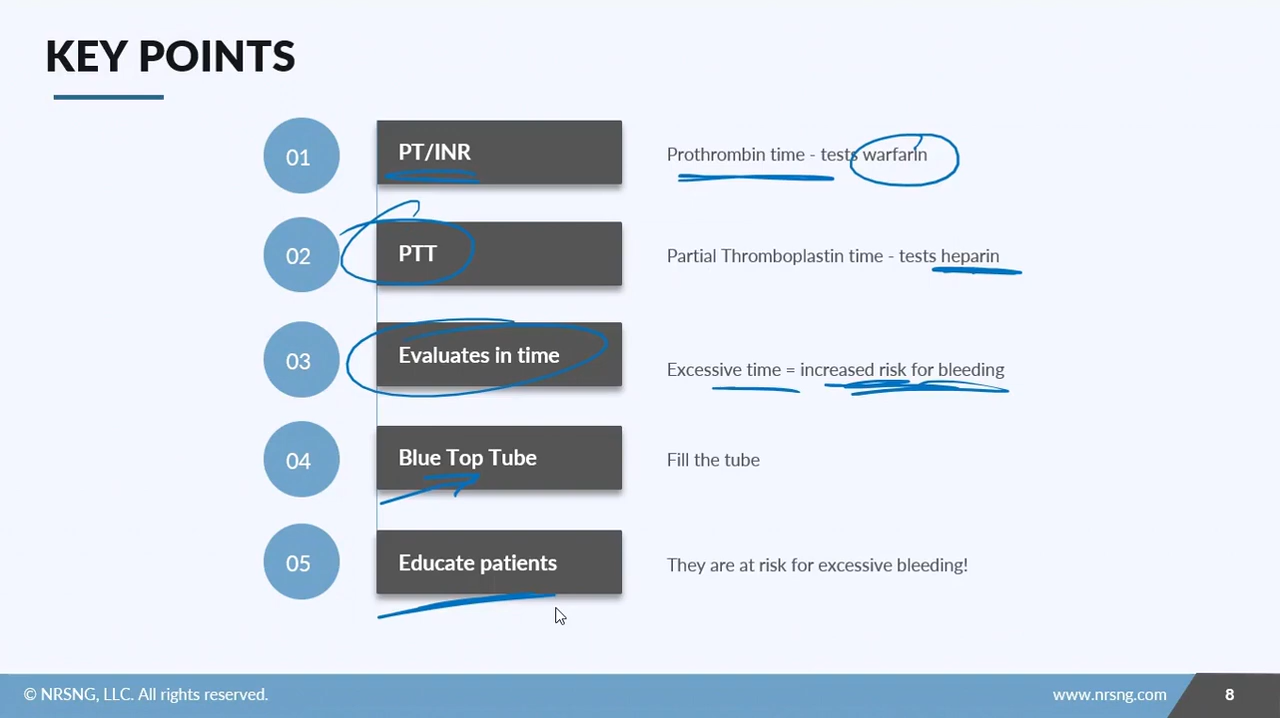 KEY POINTS
01
PT/INR
Prothrombin time - tests warfarin
02
PTT
Partial Thromboplastin time - tests heparin
03
Evaluates in time
Excessive time = increased risk for bleeding
04
Blue Top Tube
Fill the tube
05
Educate patients
They are at risk for excessive bleeding!
© NRSNG, LLC. All rights reserved.
www.nrsng.com
8